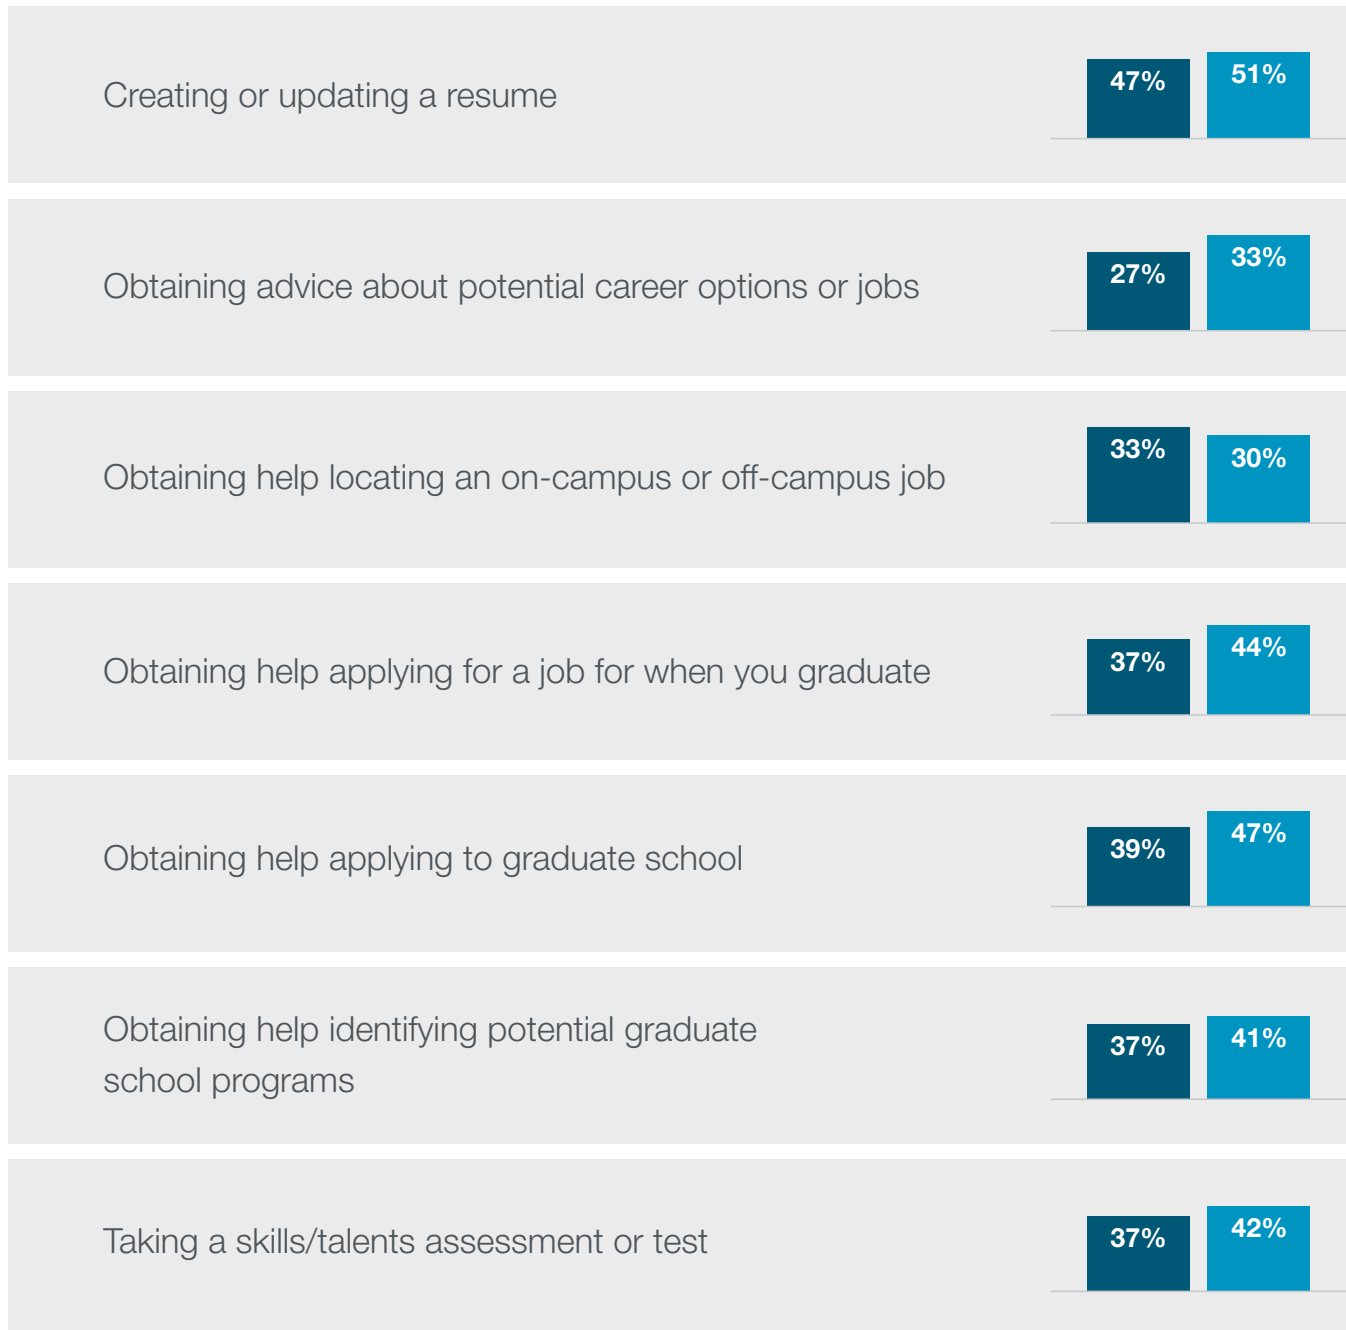 Creating or updating a resume
47%
51%
Obtaining advice about potential career options or jobs
27%
33%
Obtaining help locating an on-campus or off-campus job
33%
30%
Obtaining help applying for a job for when you graduate
37%
44%
Obtaining help applying to graduate school
39%
47%
Obtaining help identifying potential graduate
school programs
37%
41%
Taking a skills/talents assessment or test
37%
42%